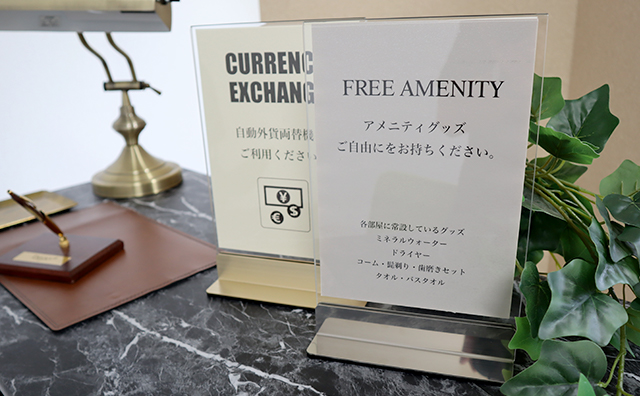 CURRENC
EXCHANG
自動外貨両替機
ご利用ください
¥
$
€
FREE AMENITY
アメニティグッズ
ご自由にをお持ちください。
各部屋に常設しているグッズ
ミネラルウォーター
ドライヤー
コーム・髭剃り・歯磨きセット
タオル・バスタオル